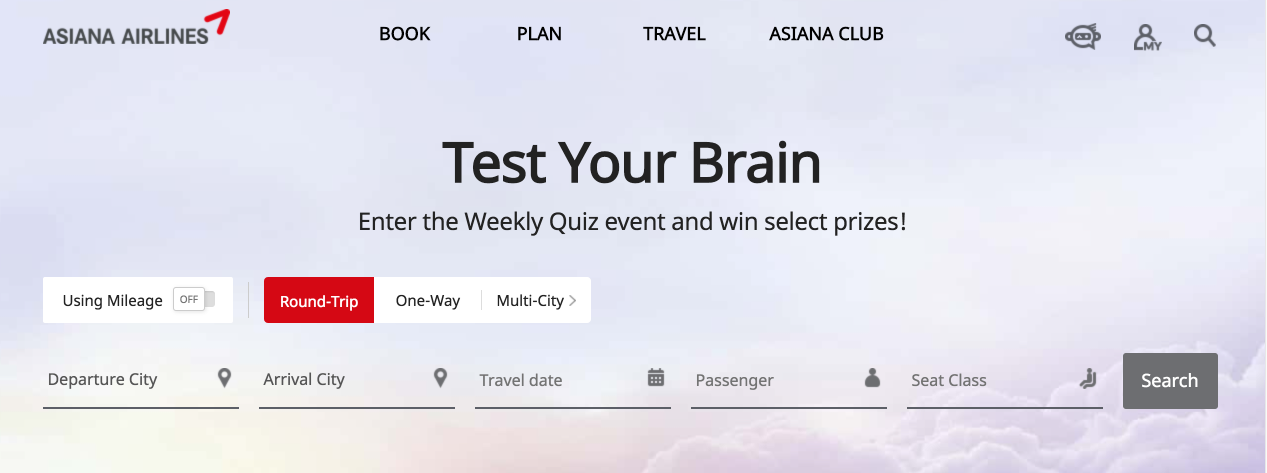 ASIANA AIRLINES
BOOK
PLAN
TRAVEL
ASIANA CLUB
MY
Test Your Brain
Enter the Weekly Quiz event and win select prizes!
Using Mileage
OFF
Round-Trip
One-Way
Multi-City
Departure City
Arrival City
Travel date
Passenger
Seat Class
Search